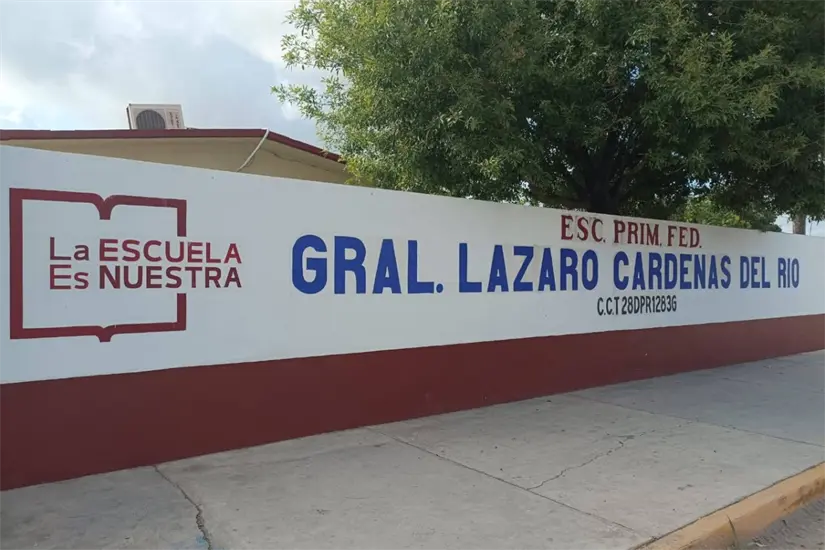 La ESCUELA
Es NUESTRA
ESC. PRIM. FED.
GRAL. LAZARO CARDENAS DEL RIO
C.C.T 28DPR1283G